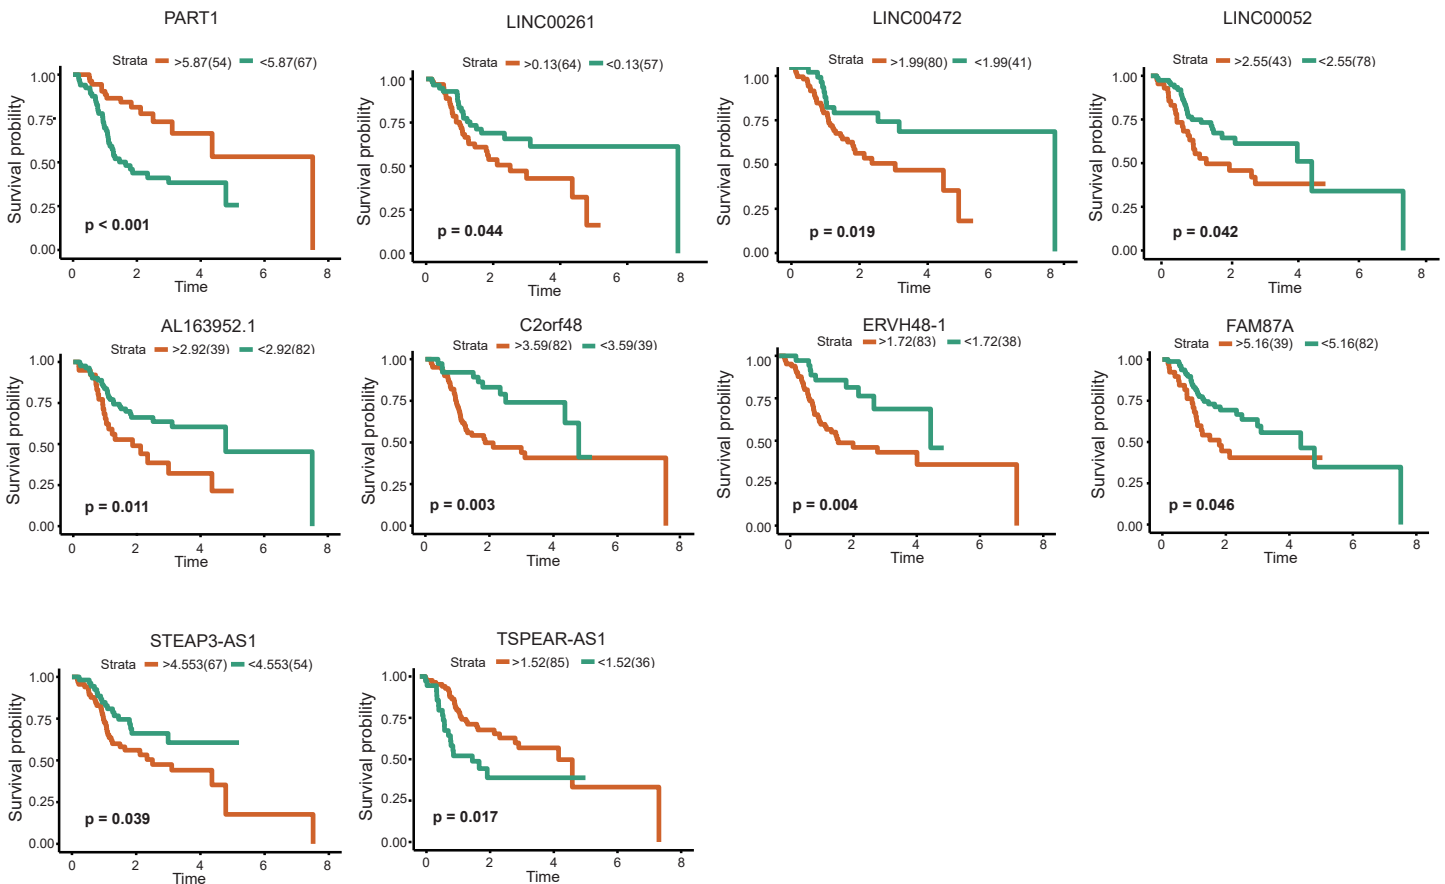 PART1
Strata >5.87(54) <5.87(67)
Survival probility
1.00
0.75
0.50
0.25
0.00
p < 0.001
0 2 4 6 8
Time
LINC00261
Strata >0.13(64) <0.13(57)
Survival probility
1.00
0.75
0.50
0.25
0.00
p = 0.044
0 2 4 6 8
Time
LINC00472
Strata >1.99(80) <1.99(41)
Survival probility
1.00
0.75
0.50
0.25
0.00
p = 0.019
0 2 4 6 8
Time
LINC00052
Strata >2.55(43) <2.55(78)
Survival probility
1.00
0.75
0.50
0.25
0.00
p = 0.042
0 2 4 6 8
Time
AL163952.1
Strata >2.92(39) <2.92(82)
Survival probility
1.00
0.75
0.50
0.25
0.00
p = 0.011
0 2 4 6 8
Time
C2orf48
Strata >3.59(82) <3.59(39)
Survival probility
1.00
0.75
0.50
0.25
0.00
p = 0.003
0 2 4 6 8
Time
ERVH48-1
Strata >1.72(83) <1.72(38)
Survival probility
1.00
0.75
0.50
0.25
0.00
p = 0.004
0 2 4 6 8
Time
FAM87A
Strata >5.16(39) <5.16(82)
Survival probility
1.00
0.75
0.50
0.25
0.00
p = 0.046
0 2 4 6 8
Time
STEAP3-AS1
Strata >4.553(67) <4.553(54)
Survival probility
1.00
0.75
0.50
0.25
0.00
p = 0.039
0 2 4 6 8
Time
TSPEAR-AS1
Strata >1.52(85) <1.52(36)
Survival probility
1.00
0.75
0.50
0.25
0.00
p = 0.017
0 2 4 6 8
Time